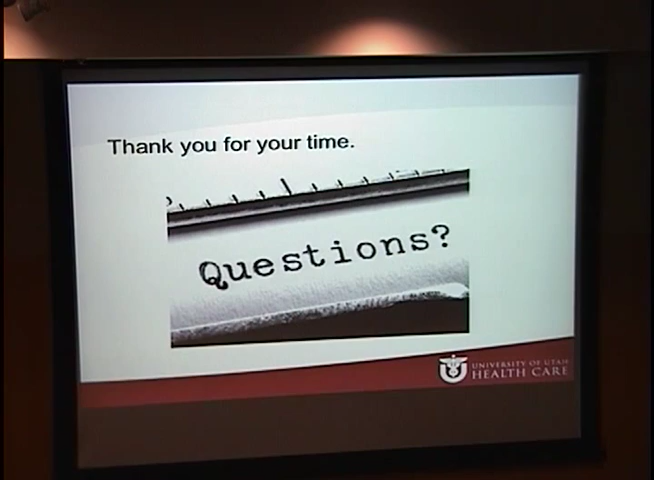 Thank you for your time.
Questions?
UNIVERSITY OF UTAH
HEALTH CARE